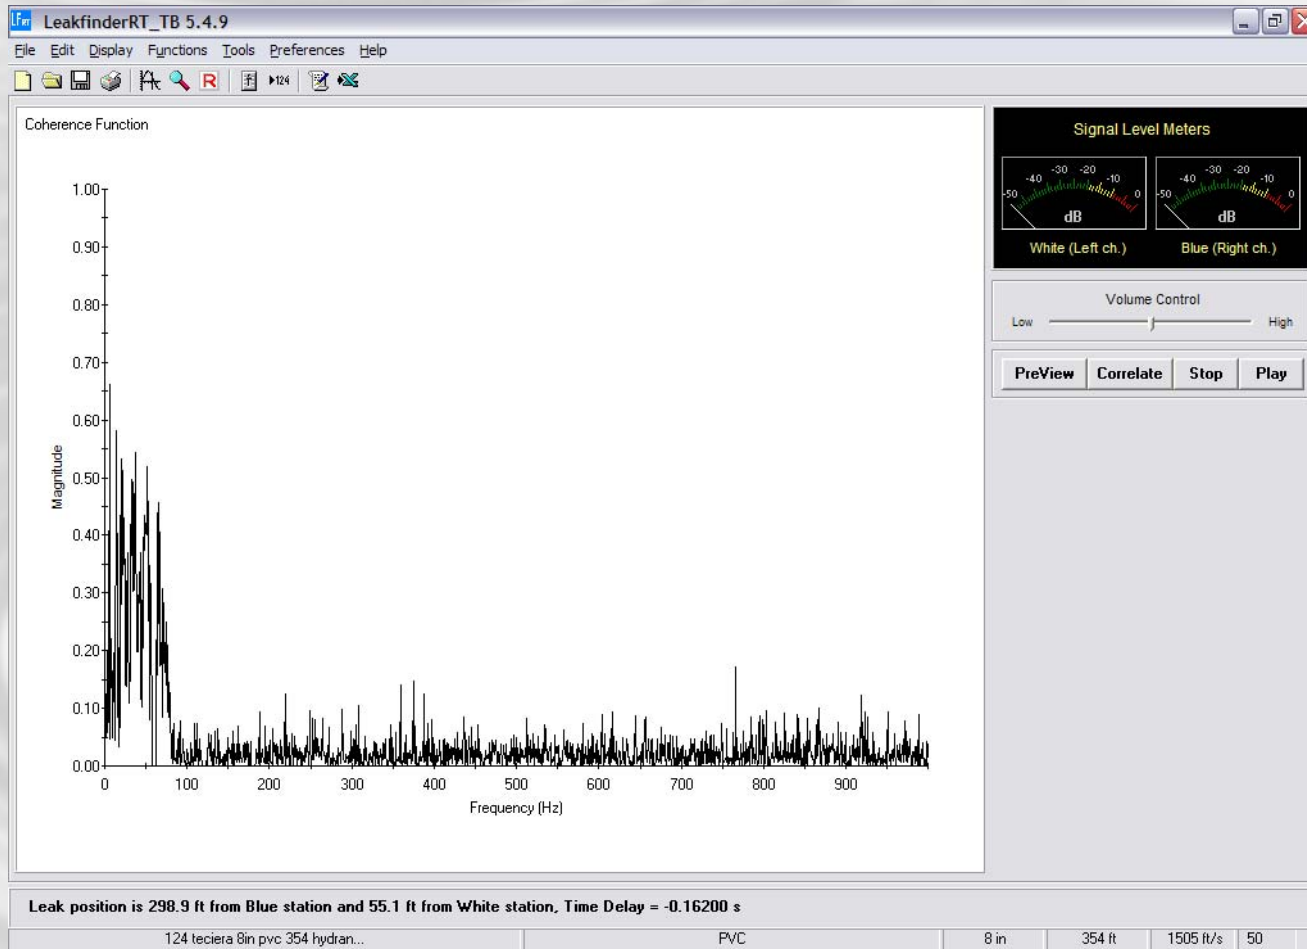 LFRT LeakfinderRT_TB 5.4.9
File Edit Display Functions Tools Preferences Help
R ▸124
Coherence Function
1.00
0.90
0.80
0.70
0.60
0.50
0.40
0.30
0.20
0.10
0.00
Magnitude
0 100 200 300 400 500 600 700 800 900
Frequency (Hz)
Signal Level Meters
-50 -40 -30 -20 -10 0
dB
White (Left ch.)
-50 -40 -30 -20 -10 0
dB
Blue (Right ch.)
Volume Control
Low High
PreView Correlate Stop Play
Leak position is 298.9 ft from Blue station and 55.1 ft from White station, Time Delay = -0.16200 s
124 teciera 8in pvc 354 hydran... PVC 8 in 354 ft 1505 ft/s 50